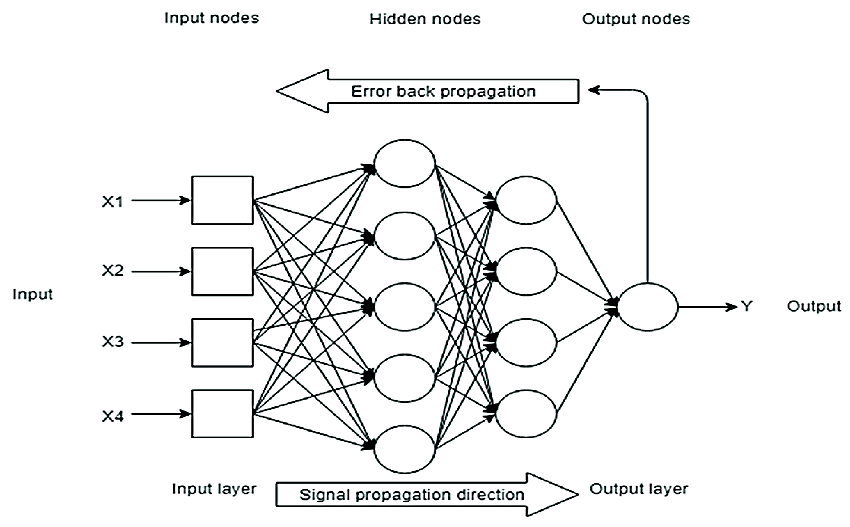 Input nodes
Hidden nodes
Output nodes
Error back propagation
X1
X2
Input
X3
X4
Y
Output
Input layer
Signal propagation direction
Output layer